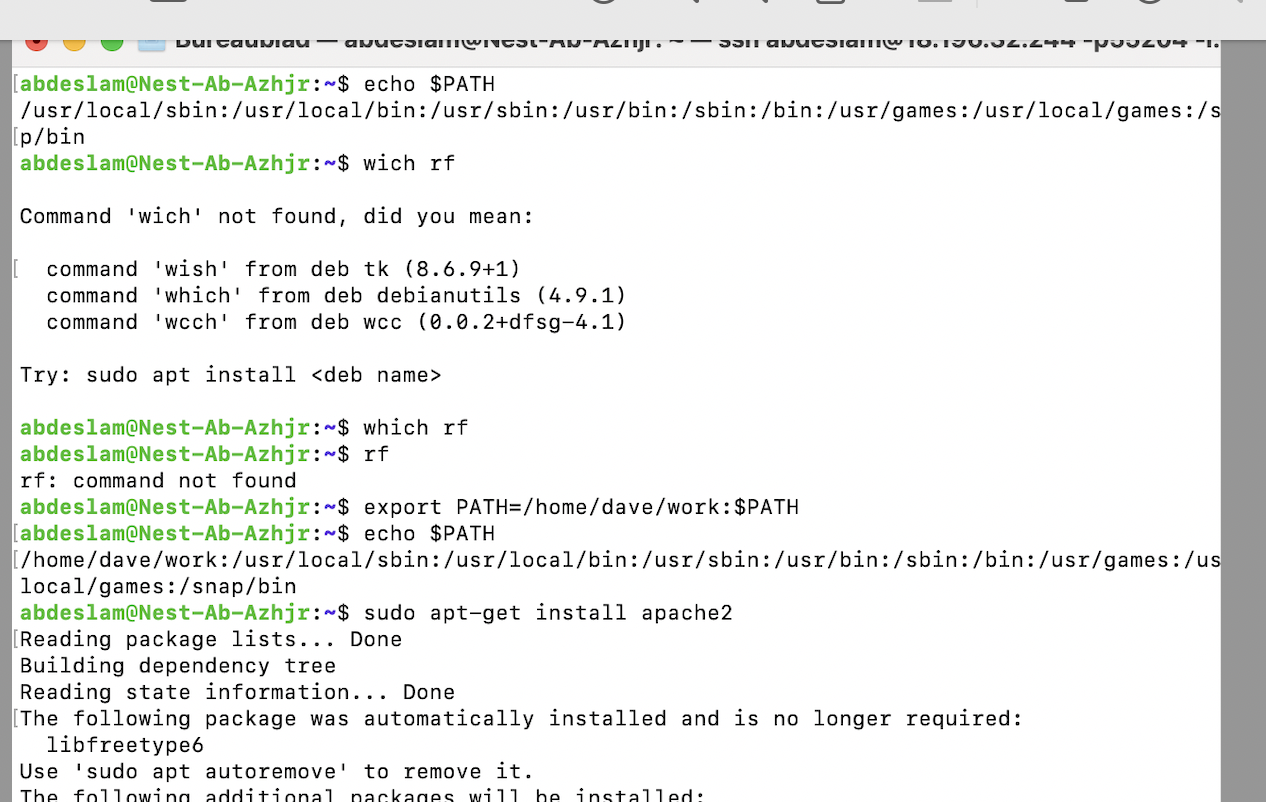 Bureaublad — abdeslam@Nest-Ab-Azhjr: ~ — ssh abdeslam@18.196.32.244
abdeslam@Nest-Ab-Azhjr:~$ echo $PATH
/usr/local/sbin:/usr/local/bin:/usr/sbin:/usr/bin:/sbin:/bin:/usr/games:/usr/local/games:/s
p/bin
abdeslam@Nest-Ab-Azhjr:~$ wich rf
Command 'wich' not found, did you mean:
command 'wish' from deb tk (8.6.9+1)
command 'which' from deb debianutils (4.9.1)
command 'wcch' from deb wcc (0.0.2+dfsg-4.1)
Try: sudo apt install <deb name>
abdeslam@Nest-Ab-Azhjr:~$ which rf
abdeslam@Nest-Ab-Azhjr:~$ rf
rf: command not found
abdeslam@Nest-Ab-Azhjr:~$ export PATH=/home/dave/work:$PATH
abdeslam@Nest-Ab-Azhjr:~$ echo $PATH
/home/dave/work:/usr/local/sbin:/usr/local/bin:/usr/sbin:/usr/bin:/sbin:/bin:/usr/games:/us
local/games:/snap/bin
abdeslam@Nest-Ab-Azhjr:~$ sudo apt-get install apache2
Reading package lists... Done
Building dependency tree
Reading state information... Done
The following package was automatically installed and is no longer required:
libfreetype6
Use 'sudo apt autoremove' to remove it.
The following additional packages will be installed: